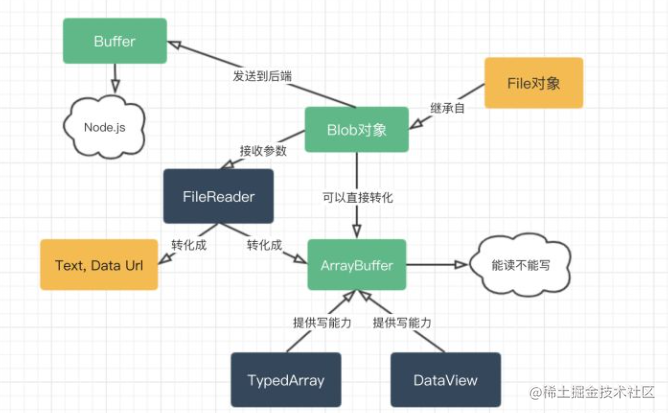 Buffer
发送到后端
File对象
继承自
Node.js
Blob对象
接收参数
FileReader
可以直接转化
转化成
转化成
Text, Data Url
ArrayBuffer
能读不能写
提供写能力
提供写能力
TypedArray
DataView
@稀土掘金技术社区